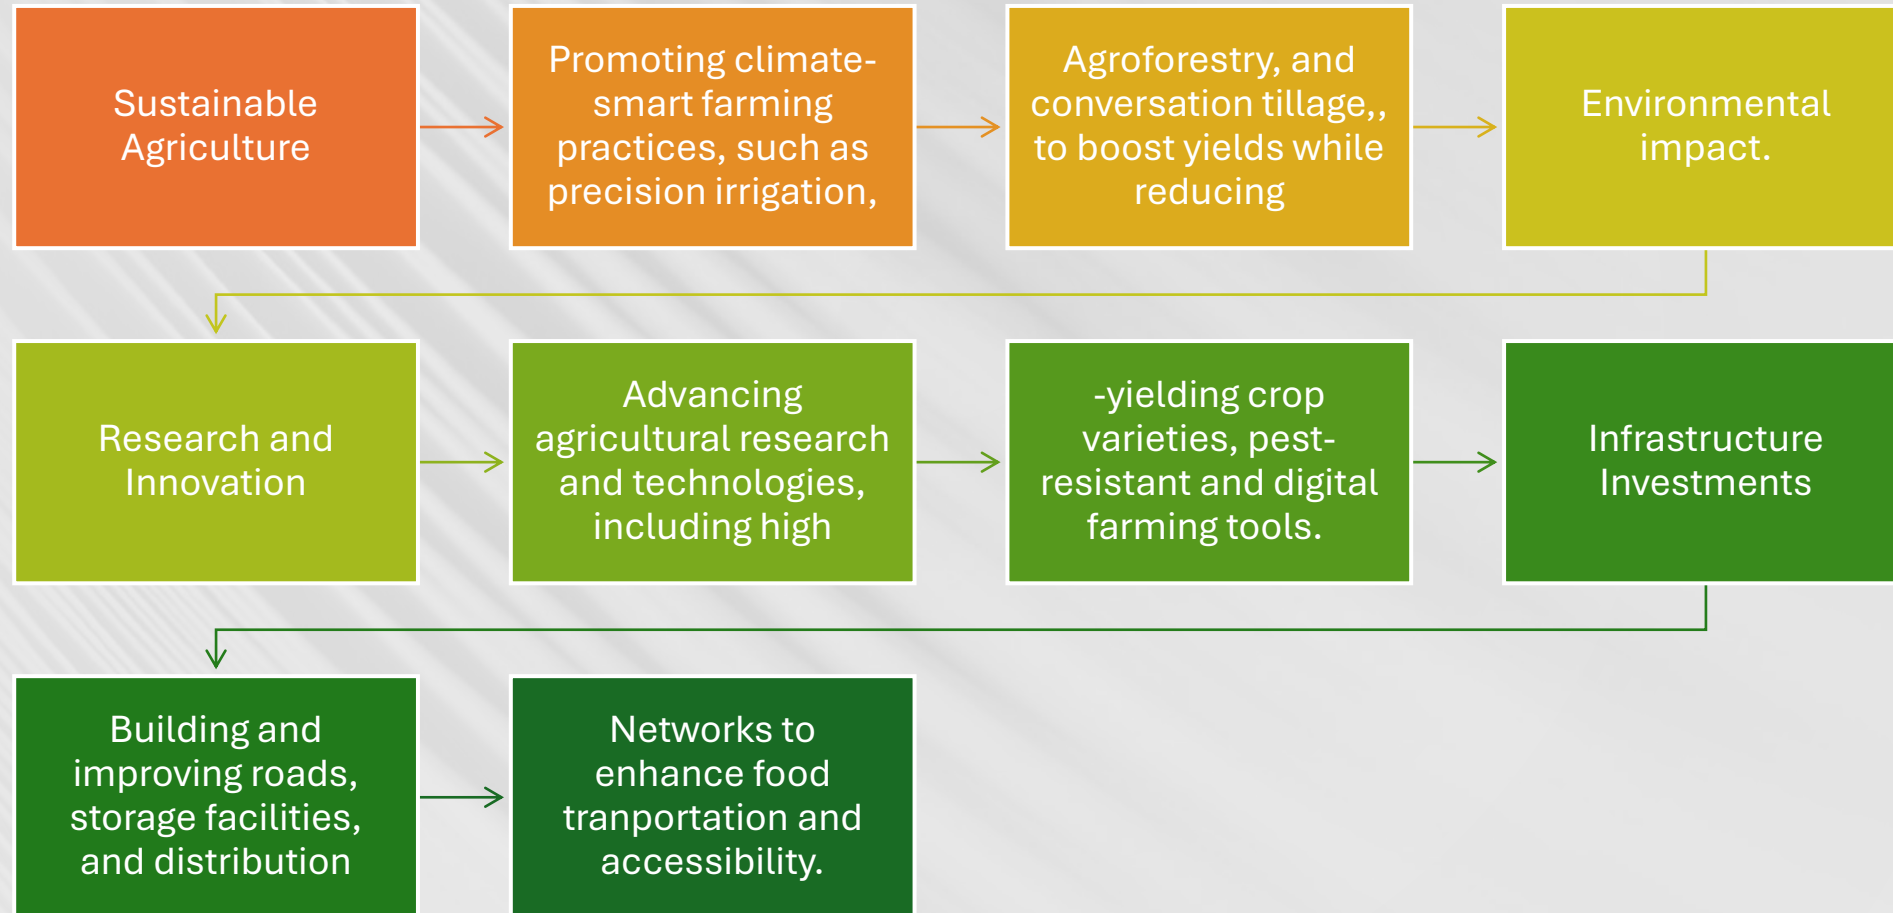 Sustainable
Agriculture
Promoting climate-
smart farming
practices, such as
precision irrigation,
Agroforestry, and
conversation tillage,,
to boost yields while
reducing
Environmental
impact.
Research and
Innovation
Advancing
agricultural research
and technologies,
including high
-yielding crop
varieties, pest-
resistant and digital
farming tools.
Infrastructure
Investments
Building and
improving roads,
storage facilities,
and distribution
Networks to
enhance food
tranportation and
accessibility.